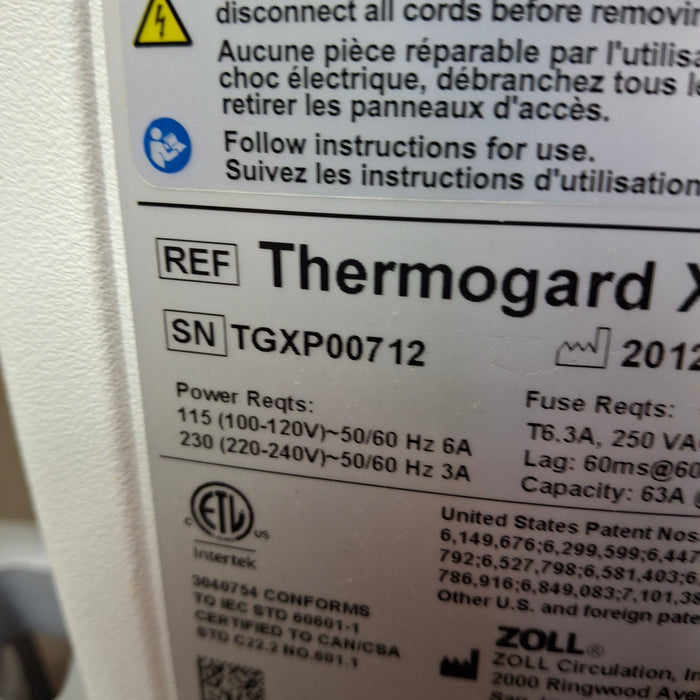 disconnect all cords before removin
Aucune pièce réparable par l'utilisa
choc électrique, débranchez tous le
retirer les panneaux d'accès.
Follow instructions for use.
Suivez les instructions d'utilisation
REF Thermogard X
SN TGXP00712
2012
Power Reqts:
115 (100-120V)~50/60 Hz 6A
230 (220-240V)~50/60 Hz 3A
Fuse Reqts:
T6.3A, 250 VA
Lag: 60ms@60
Capacity: 63A @
c ETL us
Intertek
3040754 CONFORMS
TO IEC STD 60601-1
CERTIFIED TO CAN/CSA
STD C22.2 NO.601.1
United States Patent Nos
6,149,676;6,299,599;6,447
792;6,527,798;6,581,403;6
786,916;6,849,083;7,101,38
Other U.S. and foreign pate
ZOLL®
ZOLL Circulation, In
2000 Ringwood Ave
San